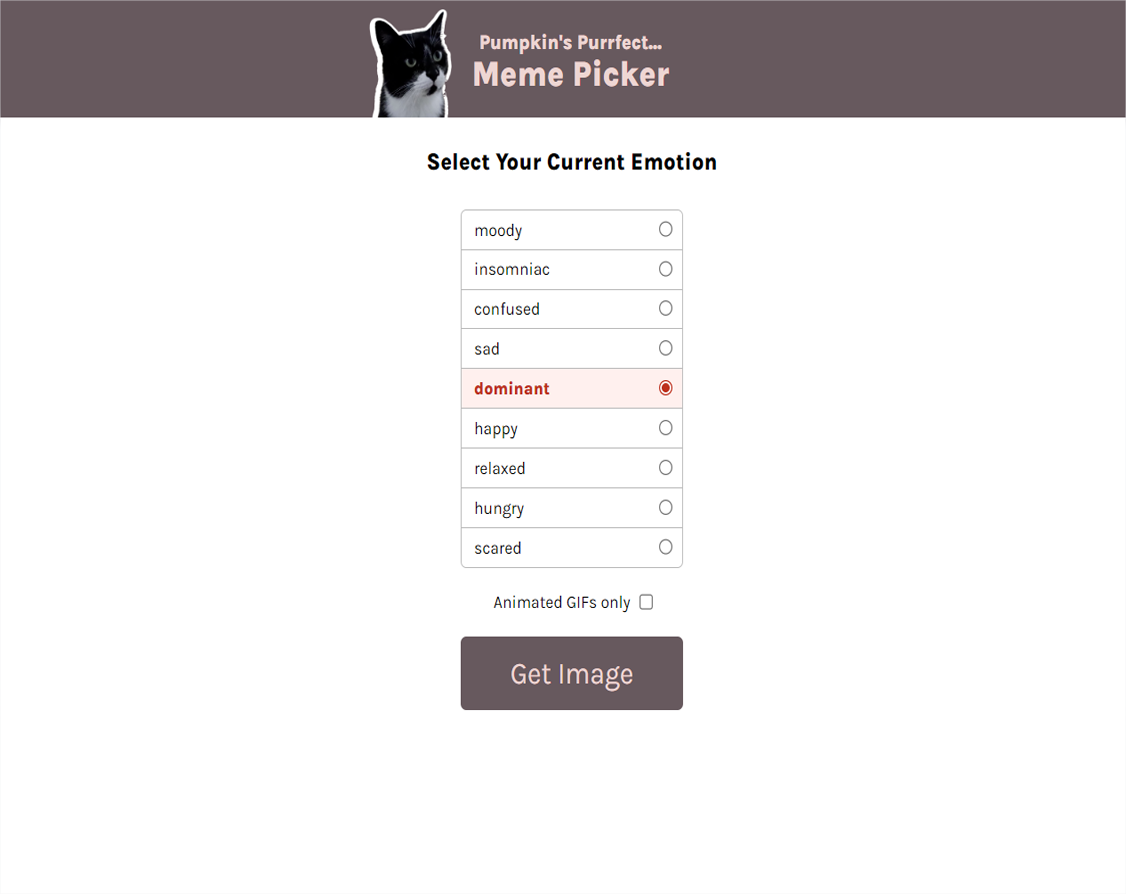 Pumpkin's Purrfect...
Meme Picker
Select Your Current Emotion
moody
insomniac
confused
sad
dominant
happy
relaxed
hungry
scared
Animated GIFs only
Get Image